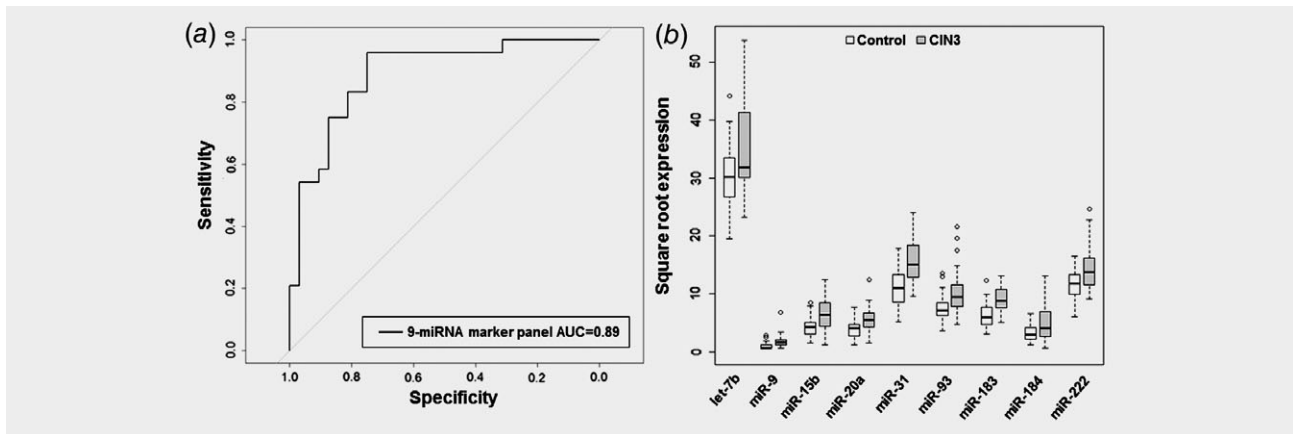 (a)
1.0
0.8
0.6
0.4
0.2
0.0
Sensitivity
9-miRNA marker panel AUC=0.89
1.0 0.8 0.6 0.4 0.2 0.0
Specificity
(b)
Control CIN3
50
40
30
20
10
0
Square root expression
let-7b miR-9 miR-15b miR-20a miR-31 miR-93 miR-183 miR-184 miR-222